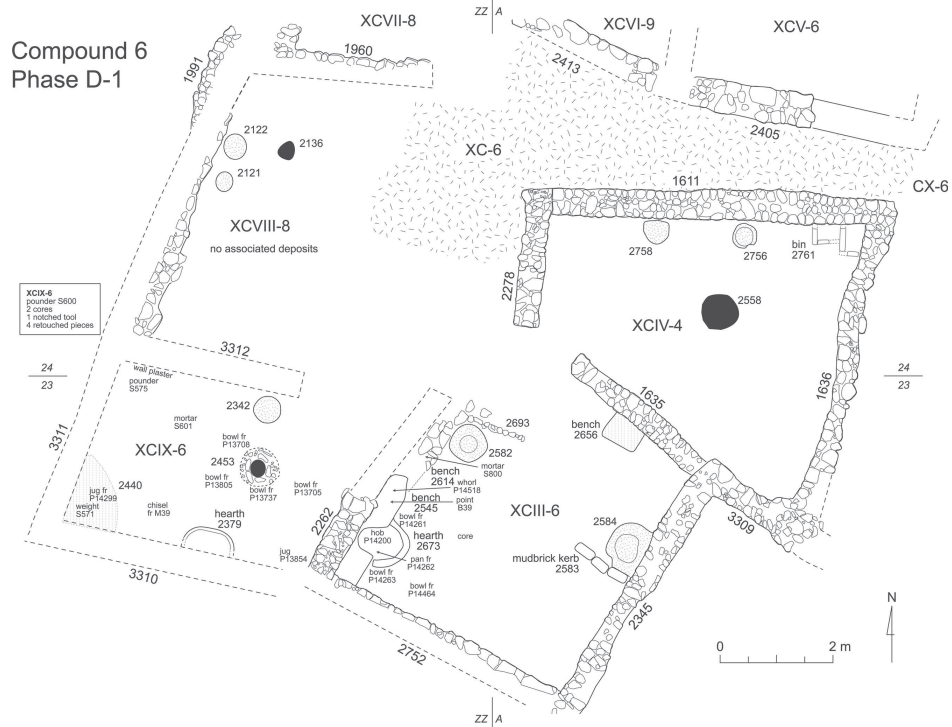 Compound 6
Phase D-1
XCVII-8
1960
1991
ZZ A
XCVI-9
XCV-6
2413
2405
2122
2136
2121
XC-6
1611
CX-6
XCVIII-8
no associated deposits
2758
2756
bin
2761
2278
2558
XCIV-4
XCIX-6
pounder S600
2 cores
1 notched tool
4 retouched pieces
24
23
24
23
3312
3311
wall plaster
pounder
S575
2342
mortar
S601
XCIX-6
bowl fr
P13708
2453
bowl fr
P13805
bowl fr
P13737
P13705
bowl fr
2440
jug fr
P14299
weight
S571
chisel
fr M39
hearth
2379
3310
jug
P13854
2262
2693
2582
mortar
S800
bench
2614
whorl
P14518
bench
2545
point
B39
bowl fr
P14261
hob
P14200
hearth
2673
core
pan fr
P14262
bowl fr
P14263
bowl fr
P14464
XCIII-6
1635
bench
2656
1636
3309
2584
mudbrick kerb
2583
2345
2752
N
0 2 m
ZZ A